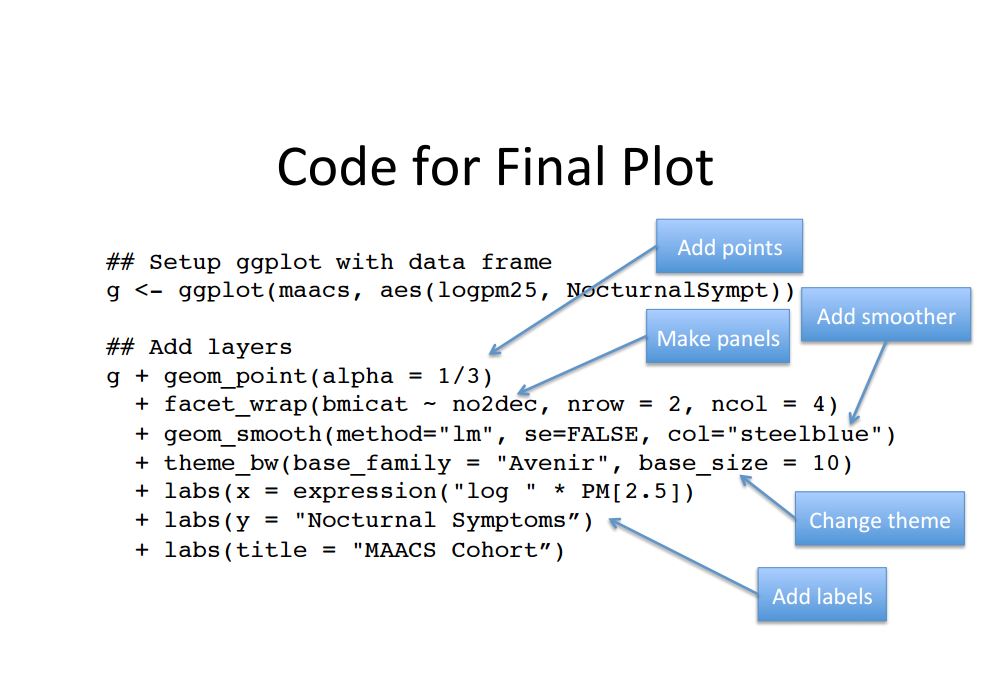 Code for Final Plot
Add points
## Setup ggplot with data frame
g <- ggplot(maacs, aes(logpm25, NocturnalSympt))
Add smoother
Make panels
## Add layers
g + geom_point(alpha = 1/3)
+ facet_wrap(bmicat ~ no2dec, nrow = 2, ncol = 4)
+ geom_smooth(method="lm", se=FALSE, col="steelblue")
+ theme_bw(base_family = "Avenir", base_size = 10)
+ labs(x = expression("log " * PM[2.5])
+ labs(y = "Nocturnal Symptoms”)
+ labs(title = "MAACS Cohort”)
Change theme
Add labels